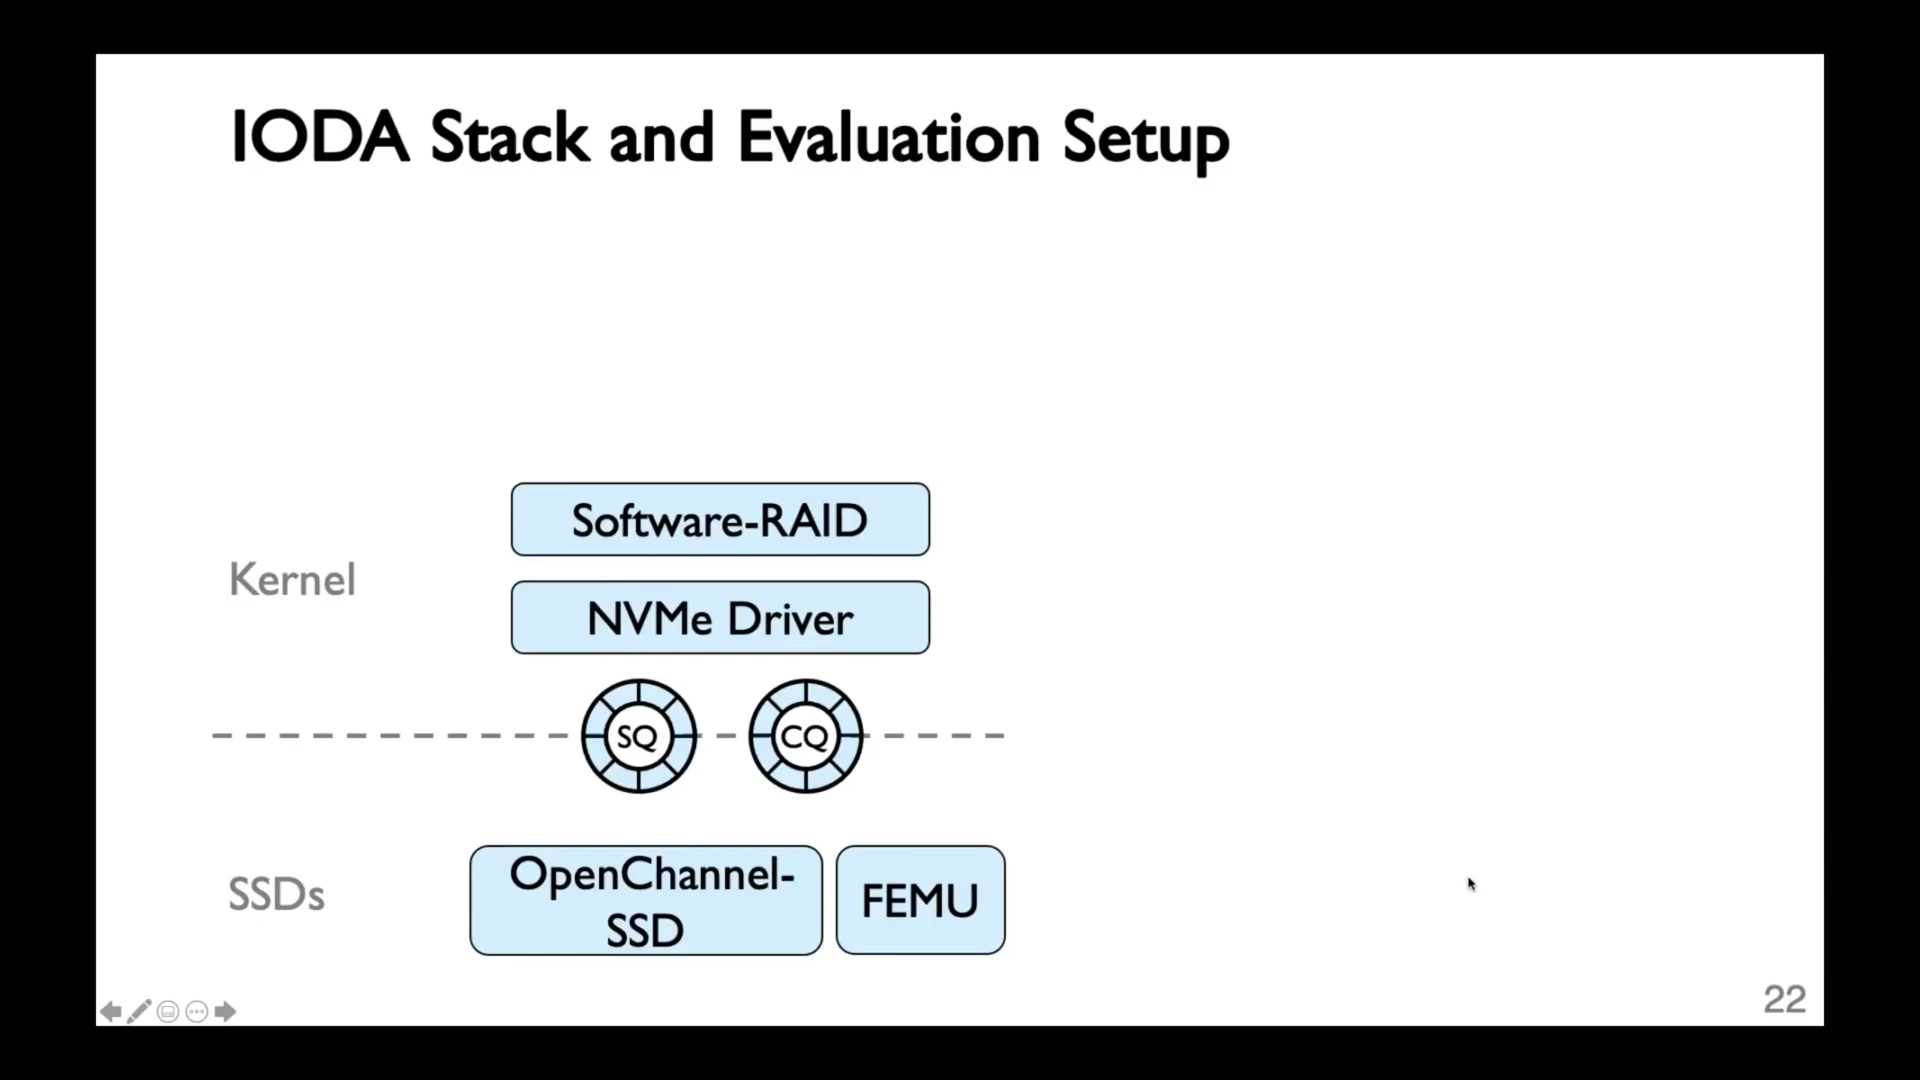 IODA Stack and Evaluation Setup
Software-RAID
Kernel
NVMe Driver
SQ
CQ
OpenChannel-
SSD
FEMU
SSDs
22